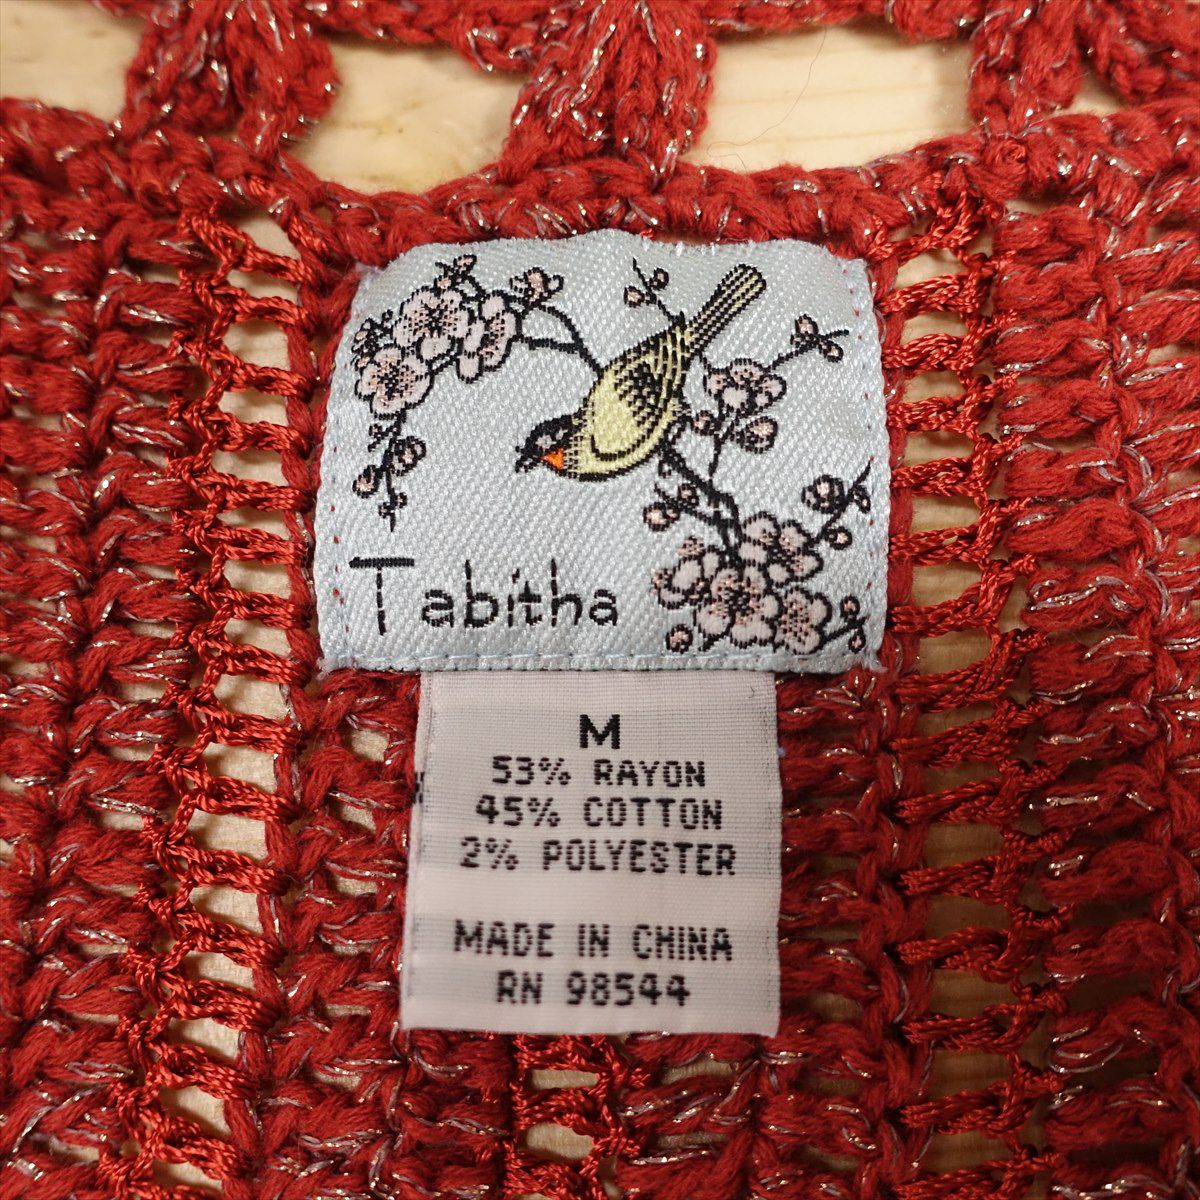 Tabitha
M
53% RAYON
45% COTTON
2% POLYESTER
MADE IN CHINA
RN 98544